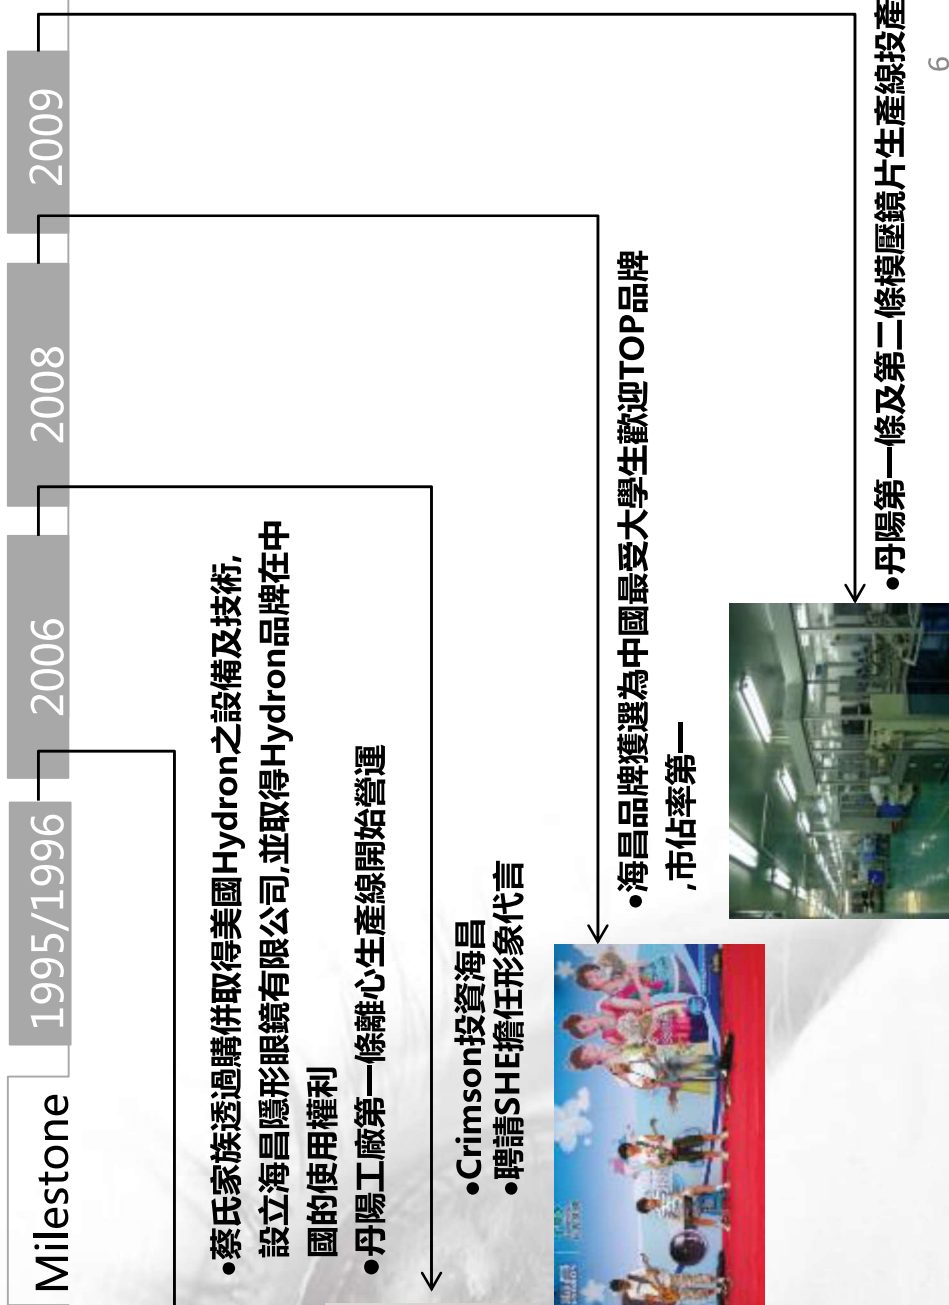 Milestone
1995/1996
2006
2008
2009
•蔡氏家族透過購併取得美國Hydron之設備及技術,
設立海昌隱形眼鏡有限公司,並取得Hydron品牌在中
國的使用權利
•丹陽工廠第一條離心生產線開始營運
•Crimson投資海昌
•聘請SHE擔任形象代言
•海昌品牌獲選為中國最受大學生歡迎TOP品牌
,市佔率第一
•丹陽第一條及第二條模壓鏡片生產線投產
6